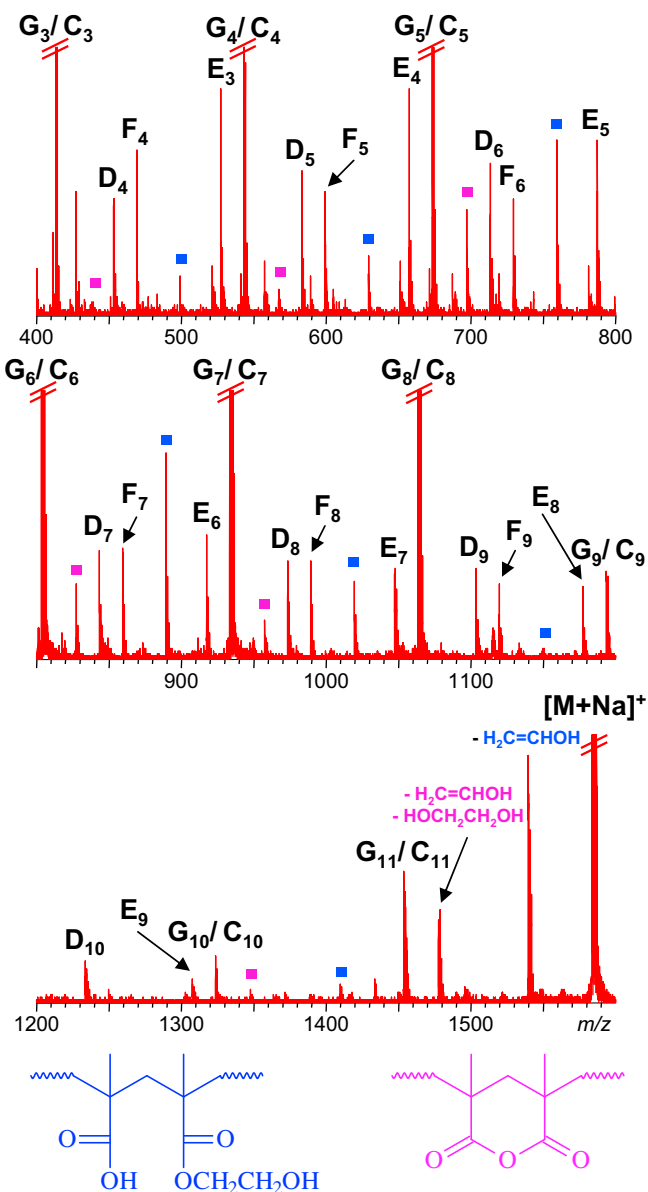 G3/ C3 G4/ C4 G5/ C5
E3 E4
F4 D5 F5 D6 E5
D4 F6
400 500 600 700 800
G6/ C6 G7/ C7 G8/ C8
D7 F7 E6 D8 F8 E7 D9 F9 E8 G9/ C9
900 1000 1100
[M+Na]+
- H2C=CHOH
- H2C=CHOH
- HOCH2CH2OH
G11/ C11
D10 E9 G10/ C10
1200 1300 1400 1500 m/z
O O O O O
OH OCH2CH2OH